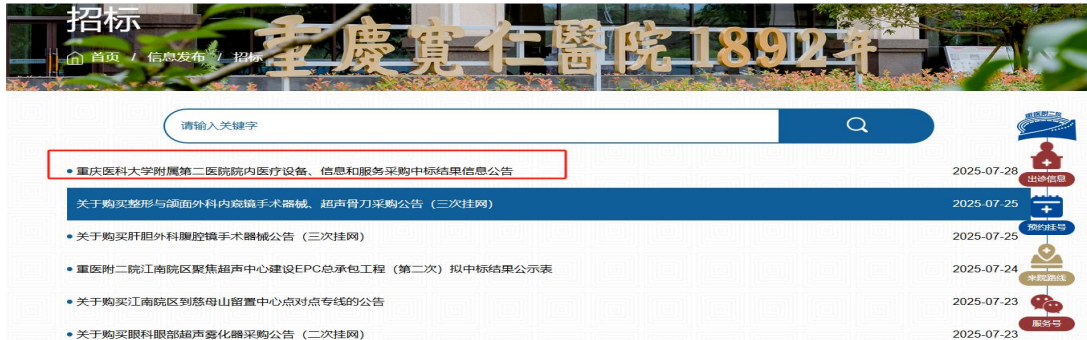 招标
重慶寬仁醫院1892年
首页 / 信息发布 / 招标
请输入关键字
重医附二院
• 重庆医科大学附属第二医院院内医疗设备、信息和服务采购中标结果信息公告 2025-07-28
出诊信息
关于购买整形与颌面外科内窥镜手术器械、超声骨刀采购公告（三次挂网） 2025-07-25
预约挂号
• 关于购买肝胆外科腹腔镜手术器械公告（三次挂网） 2025-07-25
• 重医附二院江南院区聚焦超声中心建设EPC总承包工程（第二次）拟中标结果公示表 2025-07-24
来院路线
• 关于购买江南院区到慈母山留置中心点对点专线的公告 2025-07-23
服务号
• 关于购买眼科眼部超声雾化器采购公告（二次挂网） 2025-07-23